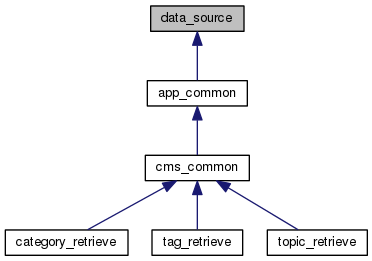 data_source
app_common
cms_common
category_retrieve
tag_retrieve
topic_retrieve